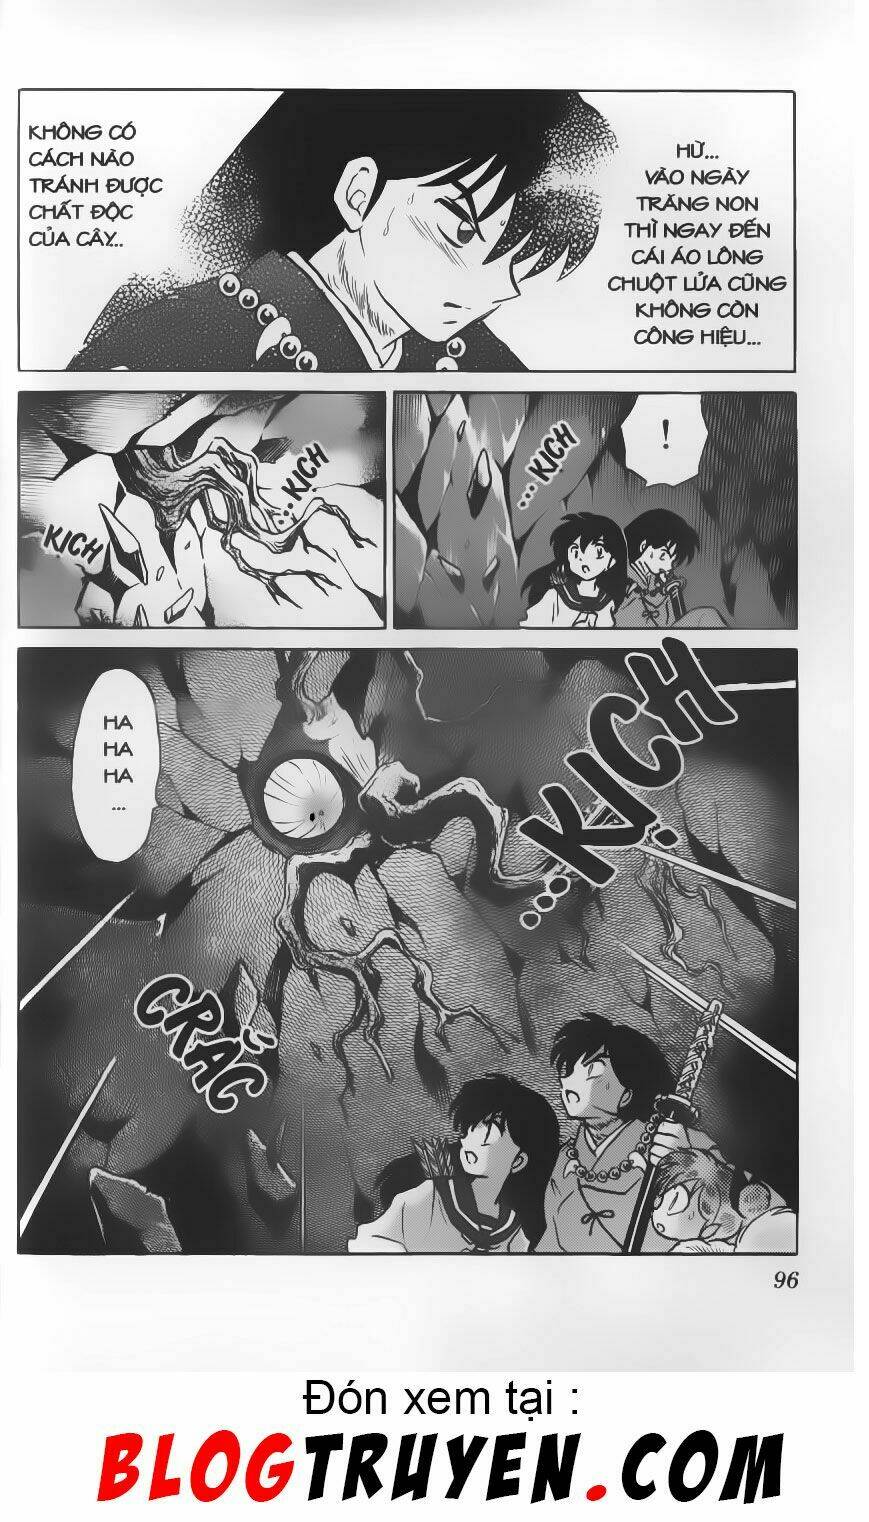 HỪ...
VÀO NGÀY
TRĂNG NON
THÌ NGAY ĐẾN
CÁI ÁO LÔNG
CHUỘT LỬA CŨNG
KHÔNG CÒN
CÔNG HIỆU...
KHÔNG CÓ
CÁCH NÀO
TRÁNH ĐƯỢC
CHẤT ĐỘC
CỦA CÂY...
!
...KỊCH
...KỊCH
KỊCH
...KỊCH
HA
HA
HA
...
CRẮC
96
Đón xem tại :
BLOGTRUYEN.COM